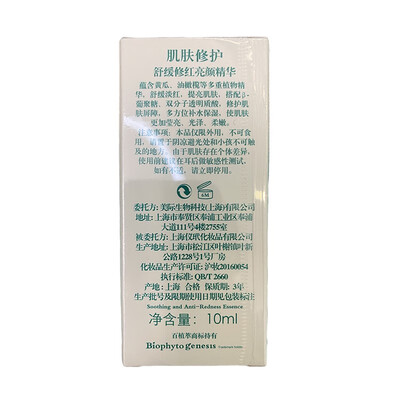 肌肤修护
舒缓修红亮颜精华
蕴含黄瓜、油橄榄等多重植物精
华，舒缓淡红，提亮肌肤，搭配β-
葡聚糖、双分子透明质酸，修护肌
肤屏障，多方位补水保湿，使肌肤
更加莹亮、光泽、柔嫩。
注意事项：本品仅限外用，不可食
用，请置于阴凉避光处和小孩不可触
及的地方。由于肌肤存在个体差异，
使用前建议在耳后做敏感性测试，
如有不适，请立即停用。
6M
委托方：美际生物科技(上海)有限公司
地址：上海市奉贤区奉浦工业区奉浦
大道111号4楼2755室
被委托方：上海仪玳化妆品有限公司
生产地址：上海市松江区叶榭镇叶新
公路1228号1号厂房
化妆品生产许可证：沪妆20160054
执行标准：QB/T 2660
产地：上海 合格 保质期：3年
生产批号及限期使用日期见包装标注
Soothing and Anti-Redness Essence
净含量：10ml
百植萃商标持有
Biophytogenesis